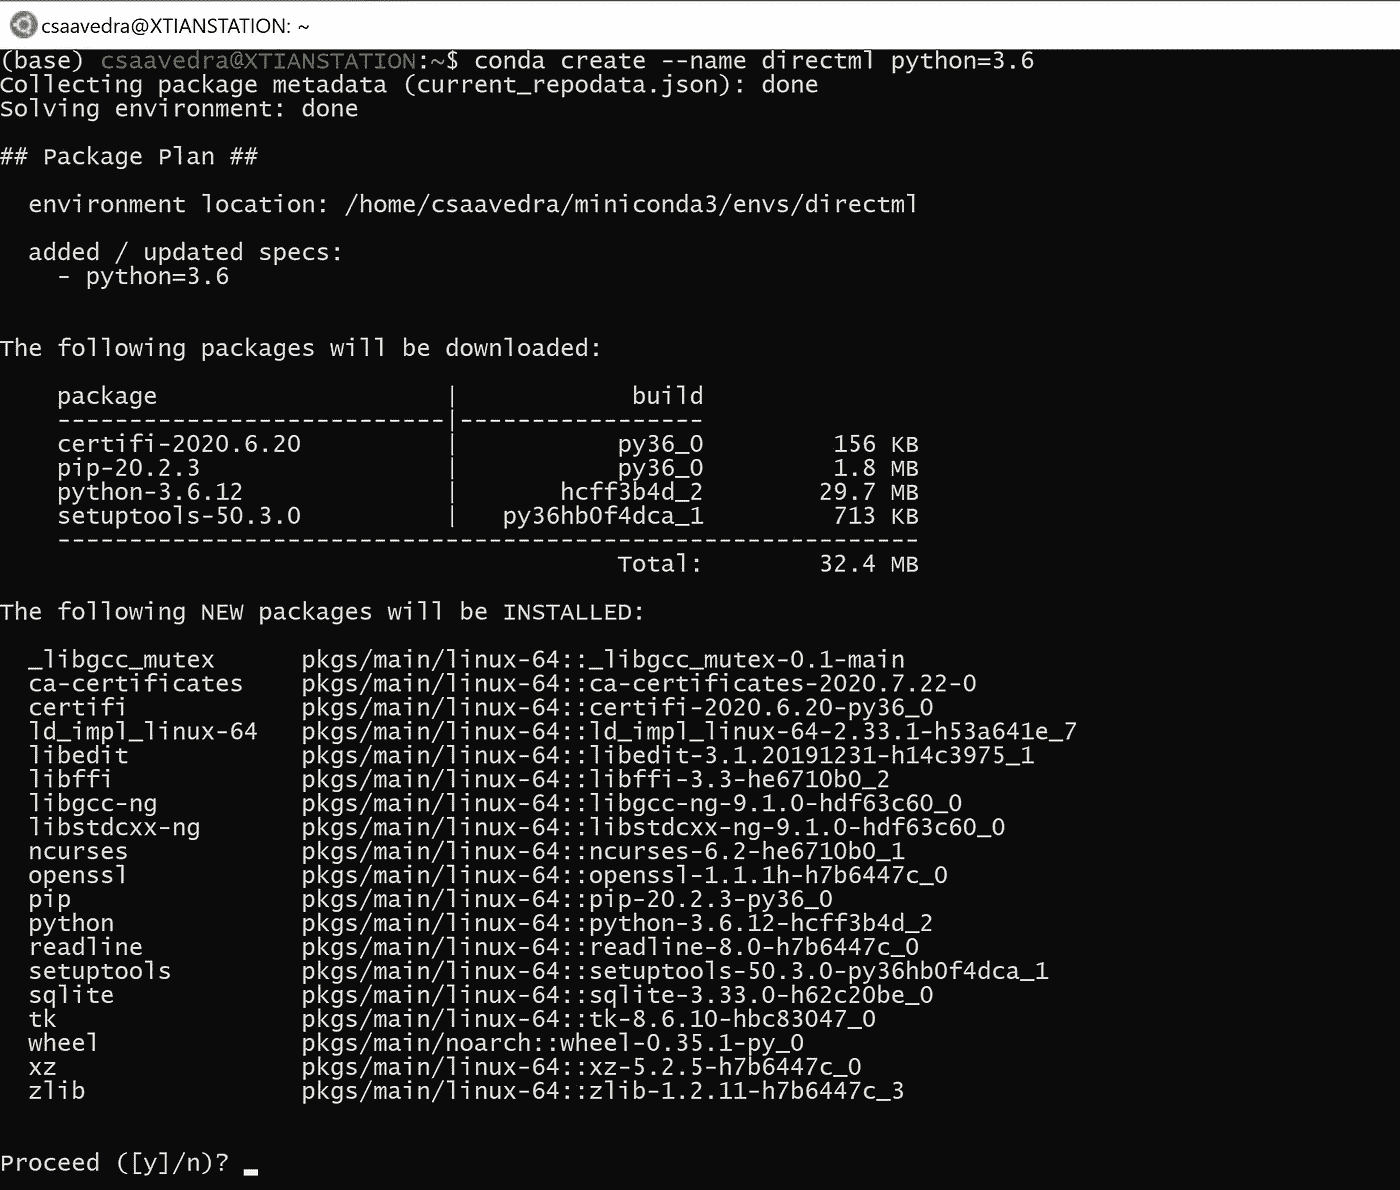 csaavedra@XTIANSTATION: ~
(base) csaavedra@XTIANSTATION:~$ conda create --name directml python=3.6
Collecting package metadata (current_repodata.json): done
Solving environment: done
## Package Plan ##
environment location: /home/csaavedra/miniconda3/envs/directml
added / updated specs:
- python=3.6
The following packages will be downloaded:
package | build
---------------------------|-----------------
certifi-2020.6.20 | py36_0 156 KB
pip-20.2.3 | py36_0 1.8 MB
python-3.6.12 | hcff3b4d_2 29.7 MB
setuptools-50.3.0 | py36hb0f4dca_1 713 KB
------------------------------------------------------------
Total: 32.4 MB
The following NEW packages will be INSTALLED:
_libgcc_mutex pkgs/main/linux-64::_libgcc_mutex-0.1-main
ca-certificates pkgs/main/linux-64::ca-certificates-2020.7.22-0
certifi pkgs/main/linux-64::certifi-2020.6.20-py36_0
ld_impl_linux-64 pkgs/main/linux-64::ld_impl_linux-64-2.33.1-h53a641e_7
libedit pkgs/main/linux-64::libedit-3.1.20191231-h14c3975_1
libffi pkgs/main/linux-64::libffi-3.3-he6710b0_2
libgcc-ng pkgs/main/linux-64::libgcc-ng-9.1.0-hdf63c60_0
libstdcxx-ng pkgs/main/linux-64::libstdcxx-ng-9.1.0-hdf63c60_0
ncurses pkgs/main/linux-64::ncurses-6.2-he6710b0_1
openssl pkgs/main/linux-64::openssl-1.1.1h-h7b6447c_0
pip pkgs/main/linux-64::pip-20.2.3-py36_0
python pkgs/main/linux-64::python-3.6.12-hcff3b4d_2
readline pkgs/main/linux-64::readline-8.0-h7b6447c_0
setuptools pkgs/main/linux-64::setuptools-50.3.0-py36hb0f4dca_1
sqlite pkgs/main/linux-64::sqlite-3.33.0-h62c20be_0
tk pkgs/main/linux-64::tk-8.6.10-hbc83047_0
wheel pkgs/main/noarch::wheel-0.35.1-py_0
xz pkgs/main/linux-64::xz-5.2.5-h7b6447c_0
zlib pkgs/main/linux-64::zlib-1.2.11-h7b6447c_3
Proceed ([y]/n)?